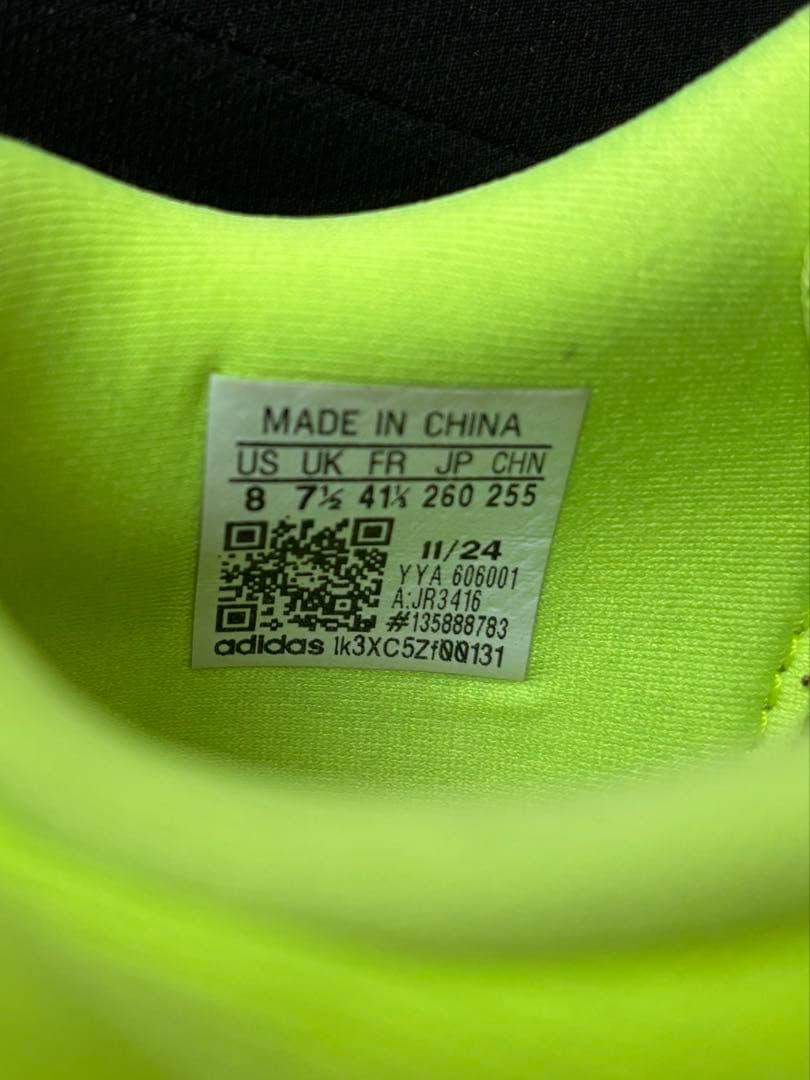 MADE IN CHINA
US UK FR JP CHN
8 7½ 41⅓ 260 255
11/24
YYA 606001
A:JR3416
#135888783
adidas 1k3XC5Zf00131